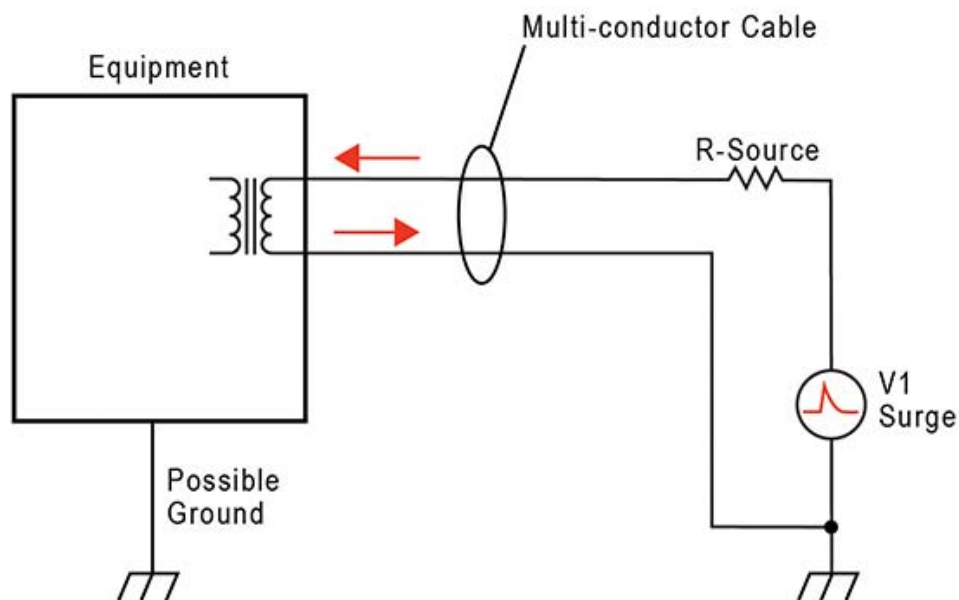 Multi-conductor Cable
Equipment
R-Source
V1
Surge
Possible
Ground